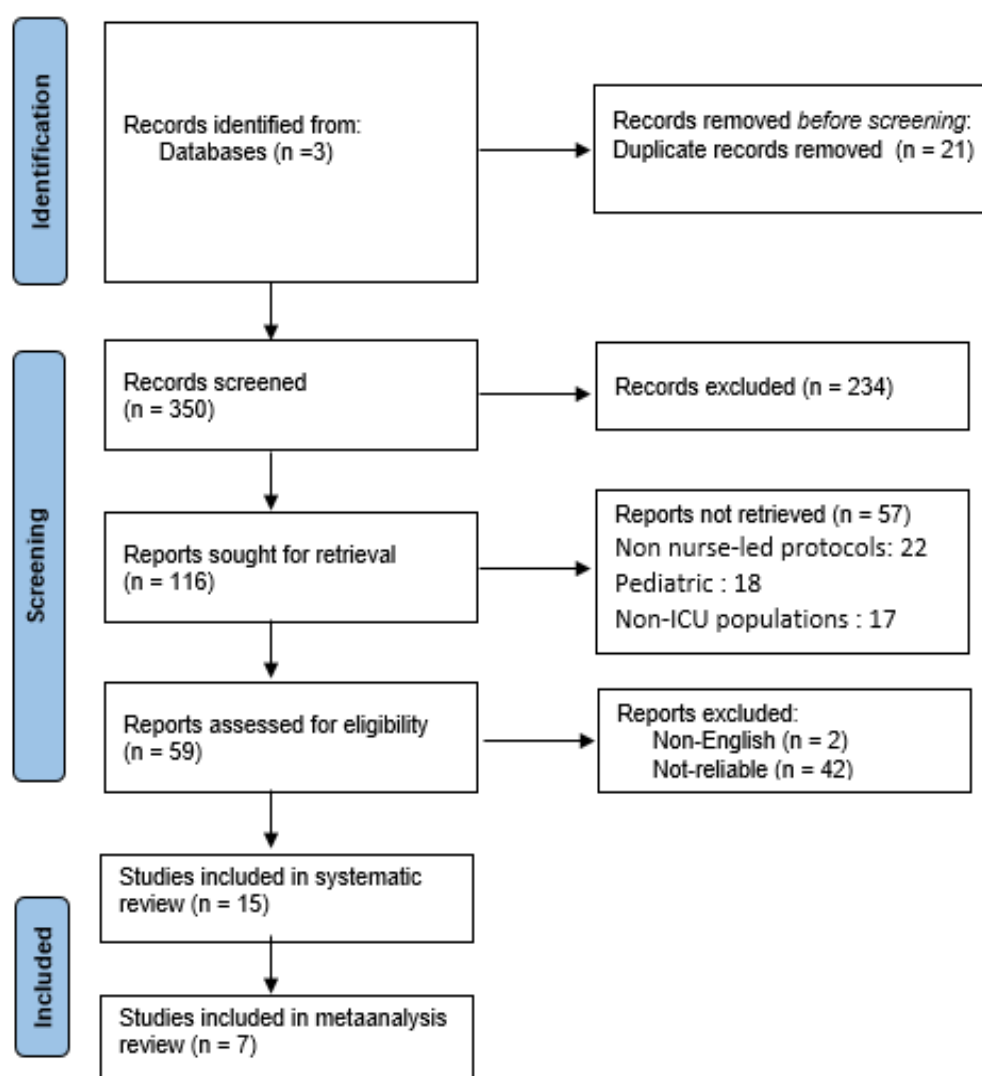 Identification
Records identified from:
Databases (n =3)
Records removed before screening:
Duplicate records removed (n = 21)
Screening
Records screened
(n = 350)
Records excluded (n = 234)
Reports sought for retrieval
(n = 116)
Reports not retrieved (n = 57)
Non nurse-led protocols: 22
Pediatric : 18
Non-ICU populations : 17
Reports assessed for eligibility
(n = 59)
Reports excluded:
Non-English (n = 2)
Not-reliable (n = 42)
Included
Studies included in systematic
review (n = 15)
Studies included in metaanalysis
review (n = 7)